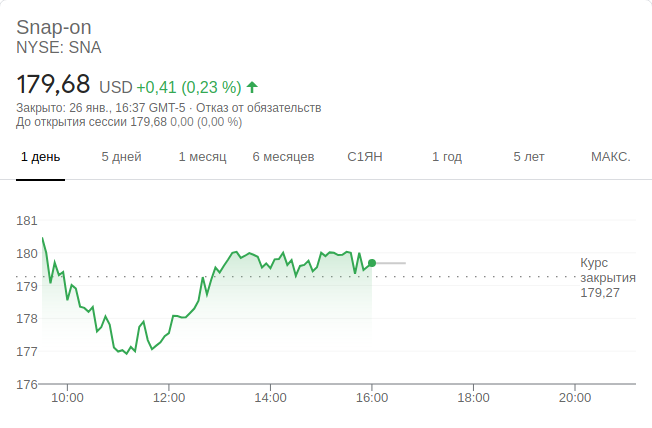 Snap-on
NYSE: SNA
179,68 USD +0,41 (0,23 %)
Закрыто: 26 янв., 16:37 GMT-5 · Отказ от обязательств
До открытия сессии 179,68 0,00 (0,00 %)
1 день 5 дней 1 месяц 6 месяцев С1ЯН 1 год 5 лет МАКС.
181
180
179
178
177
176
Курс
закрытия
179,27
10:00 12:00 14:00 16:00 18:00 20:00